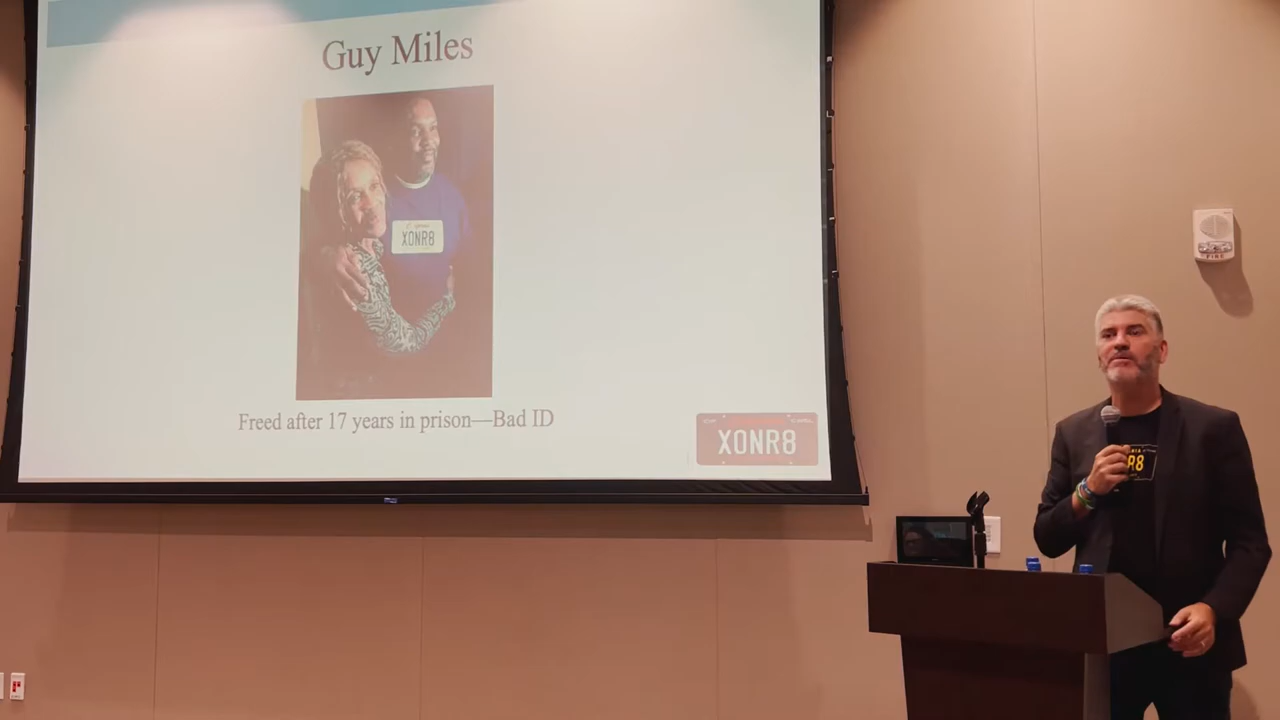 Guy Miles
XONR8
Freed after 17 years in prison—Bad ID
XONR8
R8
FIRE